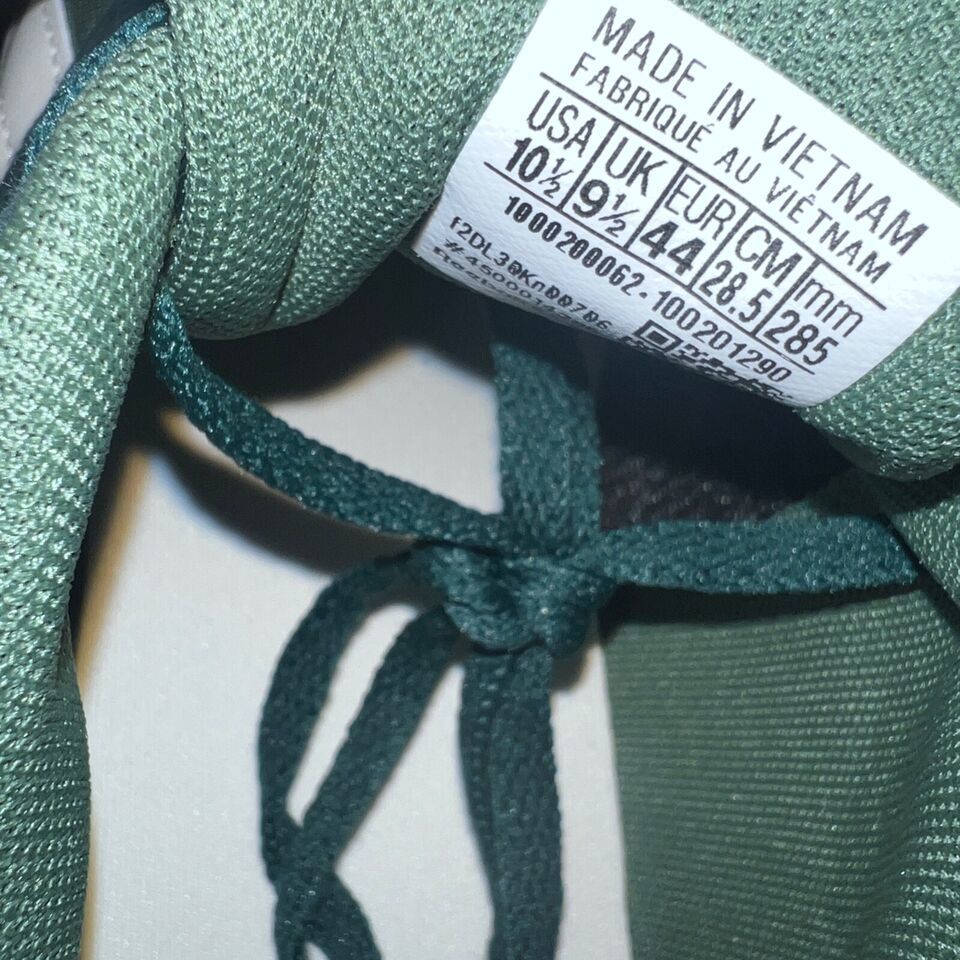 MADE IN VIETNAM
FABRIQUÉ AU VIÊTNAM
USA UK EUR CM mm
10½ 9½ 44 28.5 285
1000200062.100201290